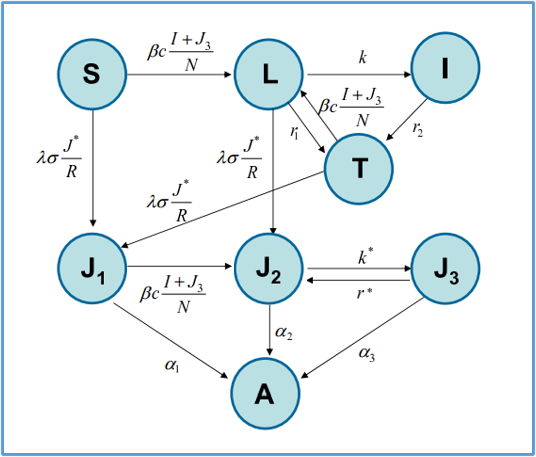 S
βc (I + J₃)/N
L
k
I
βc (I + J₃)/N
r₁
r₂
T
λσ J*/R
λσ J*/R
λσ J*/R
J₁
βc (I + J₃)/N
J₂
k*
r*
J₃
α₁
α₂
α₃
A